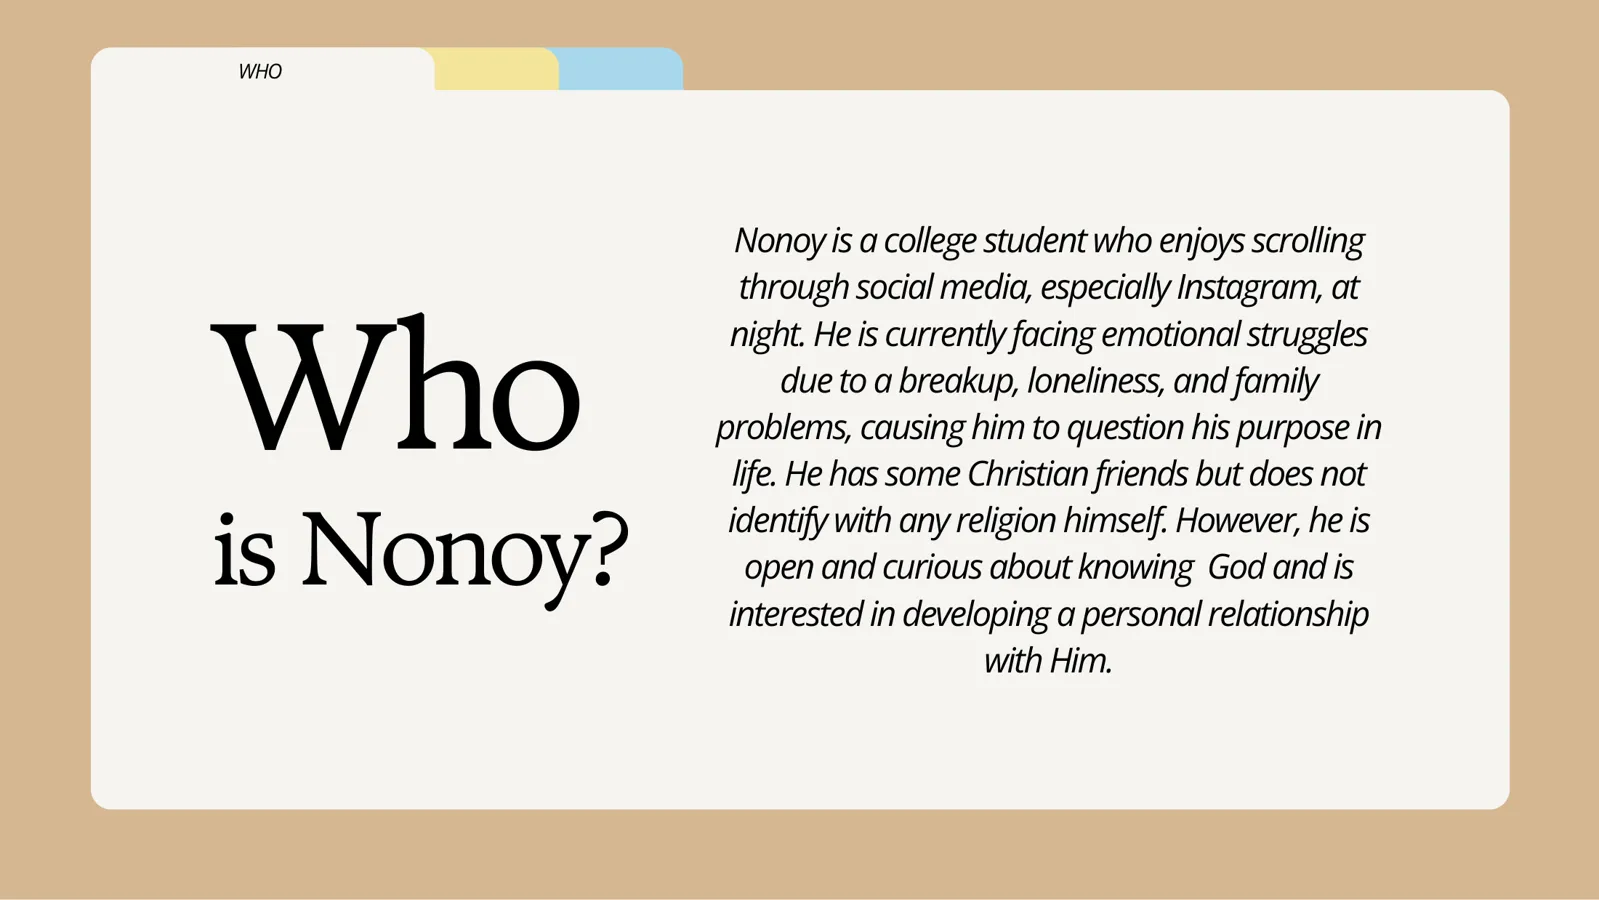 WHO
Who
is Nonoy?
Nonoy is a college student who enjoys scrolling
through social media, especially Instagram, at
night. He is currently facing emotional struggles
due to a breakup, loneliness, and family
problems, causing him to question his purpose in
life. He has some Christian friends but does not
identify with any religion himself. However, he is
open and curious about knowing  God and is
interested in developing a personal relationship
with Him.